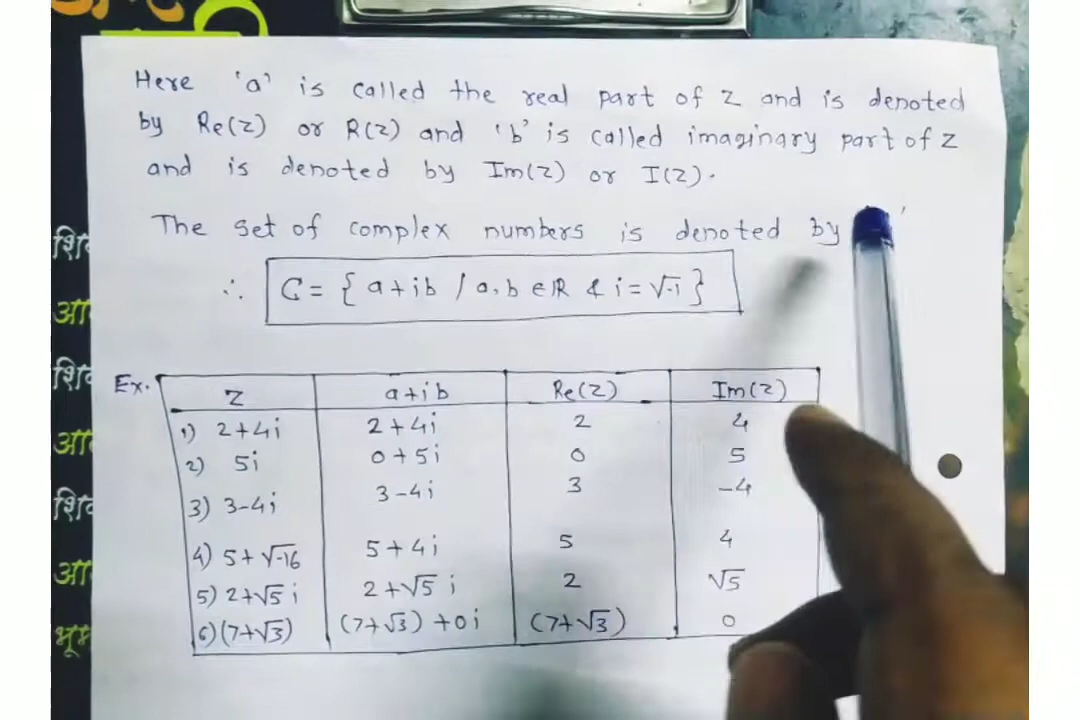 Here 'a' is called the real part of z and is denoted
by Re(z) or R(z) and 'b' is called imaginary part of z
and is denoted by Im(z) or I(z).
The set of complex numbers is denoted by
∴ C = { a+ib / a, b ∈ ℝ & i = √-1 }
Ex.
z a+ib Re(z) Im(z)
1) 2+4i 2+4i 2 4
2) 5i 0+5i 0 5
3) 3-4i 3-4i 3 -4
4) 5+√-16 5+4i 5 4
5) 2+√5 i 2+√5 i 2 √5
6) (7+√3) (7+√3)+0i (7+√3) 0